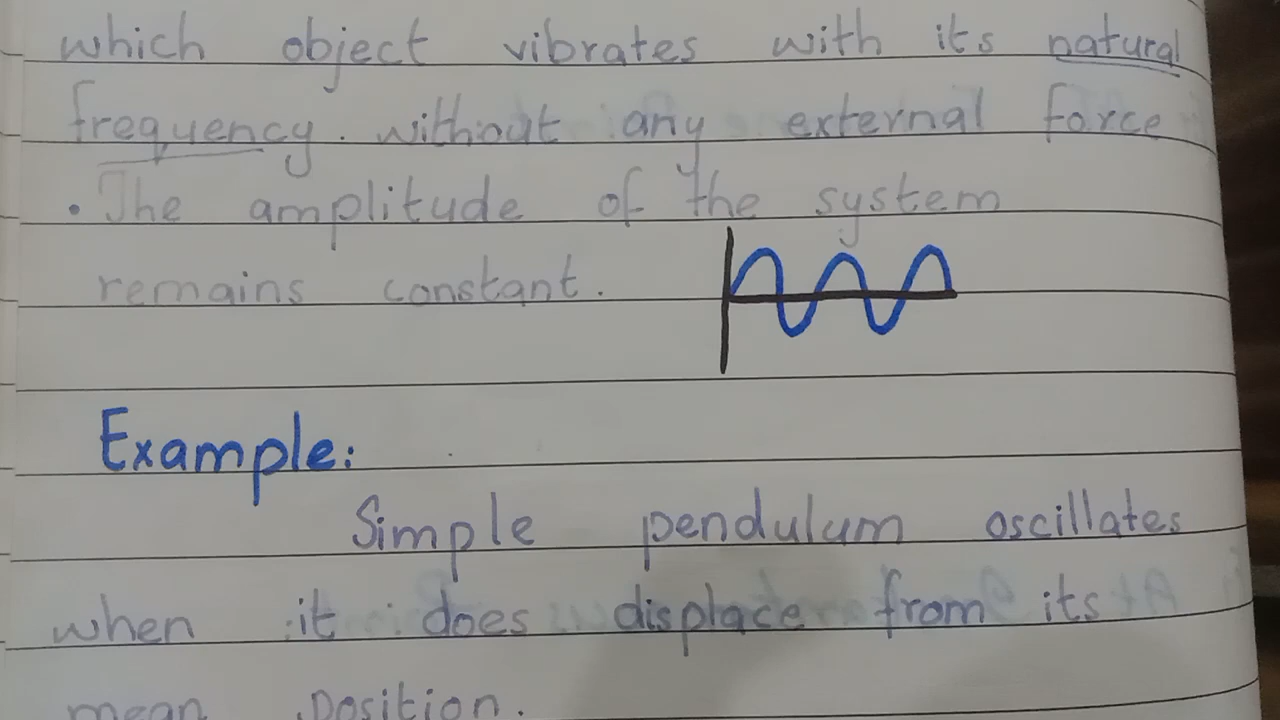 which object vibrates with its natural
frequency. without any external force
• The amplitude of the system
remains constant.
Example:
Simple pendulum oscillates
when it does displace from its
mean position.